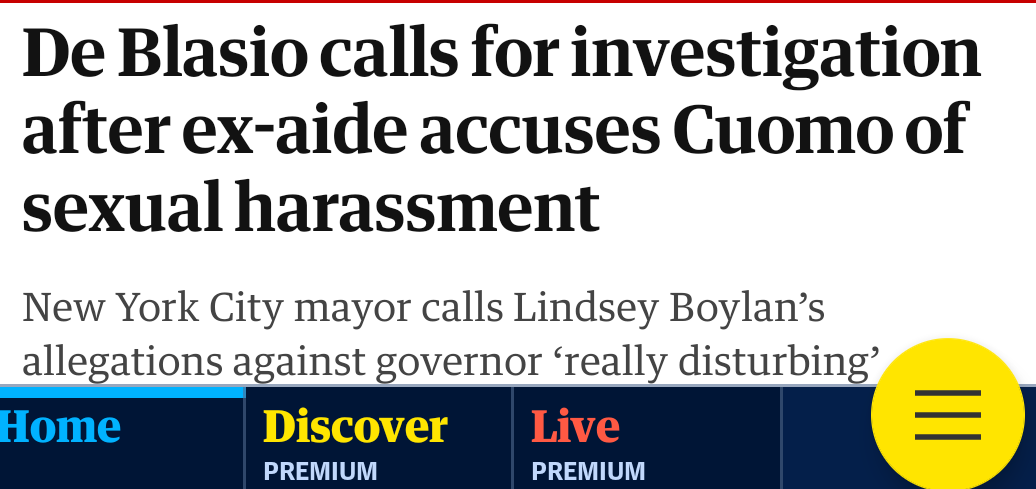 De Blasio calls for investigation
after ex-aide accuses Cuomo of
sexual harassment
New York City mayor calls Lindsey Boylan’s
allegations against governor ‘really disturbing’
Home
Discover
Live
PREMIUM
PREMIUM